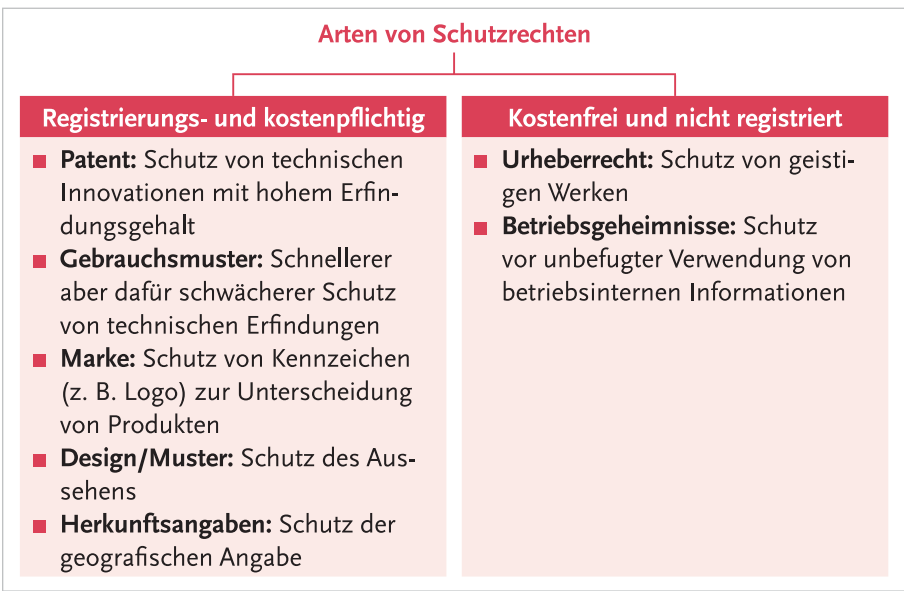 Arten von Schutzrechten
Registrierungs- und kostenpflichtig
■ Patent: Schutz von technischen
Innovationen mit hohem Erfin-
dungsgehalt
■ Gebrauchsmuster: Schnellerer
aber dafür schwächerer Schutz
von technischen Erfindungen
■ Marke: Schutz von Kennzeichen
(z. B. Logo) zur Unterscheidung
von Produkten
■ Design/Muster: Schutz des Aus-
sehens
■ Herkunftsangaben: Schutz der
geografischen Angabe
Kostenfrei und nicht registriert
■ Urheberrecht: Schutz von geisti-
gen Werken
■ Betriebsgeheimnisse: Schutz
vor unbefugter Verwendung von
betriebsinternen Informationen